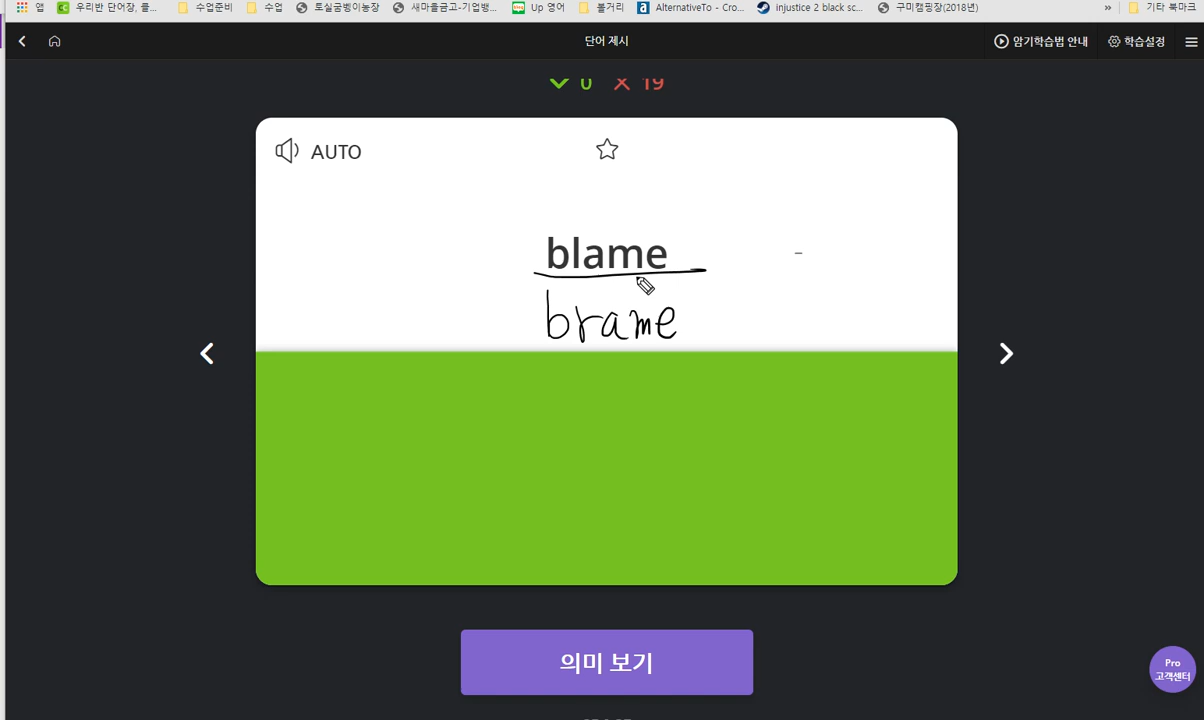 앱 우리반 단어장, 클... 수업준비 수업 토실굼벵이농장 새마을금고-기업뱅... Up 영어 볼거리 AlternativeTo - Cro... injustice 2 black sc... 구미캠핑장(2018년) » 기타 북마크
단어 제시 암기학습법 안내 학습설정
0 19
AUTO
blame
brame
의미 보기
Pro
고객센터